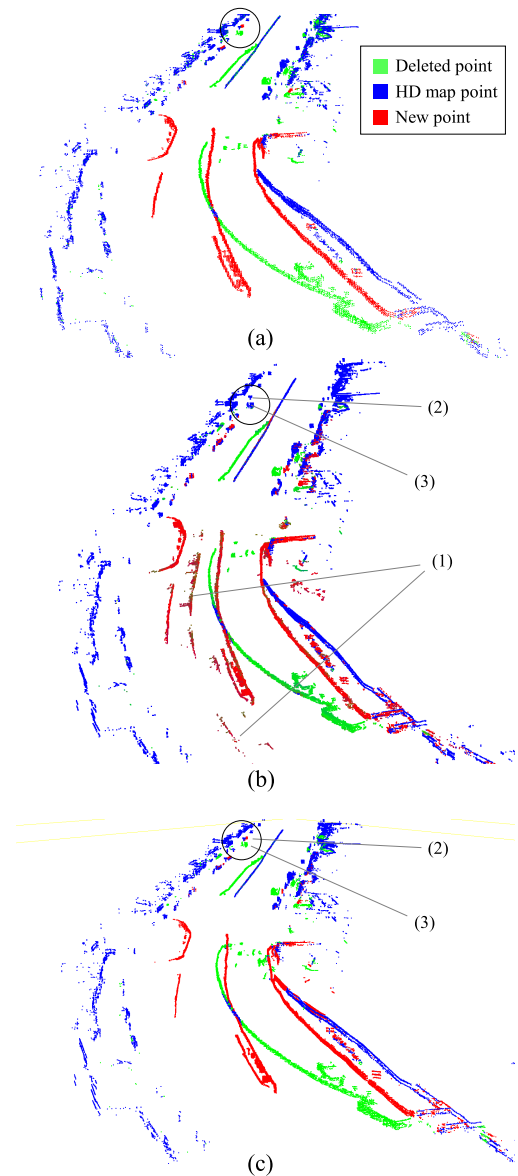 Deleted point
HD map point
New point
(a)
(2)
(3)
(1)
(b)
(2)
(3)
(c)